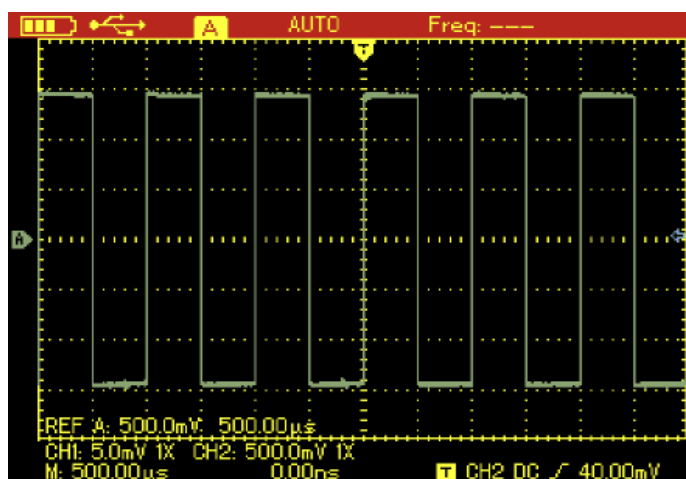 A AUTO Freq: ---
T
A
REF A: 500.0mV 500.00µs
CH1: 5.0mV 1X CH2: 500.0mV 1X
M: 500.00µs 0.00ns T CH2 DC 40.00mV